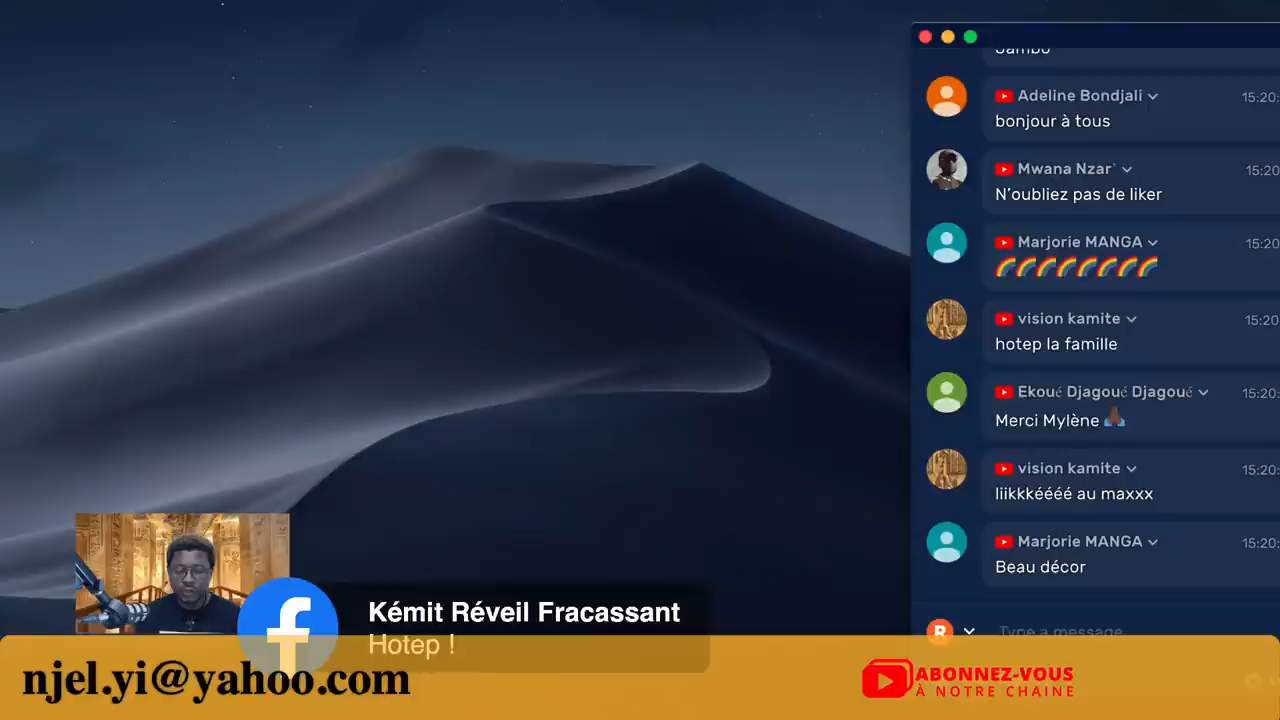 Jambo
Adeline Bondjali
15:20:
bonjour à tous
Mwana Nzar`
15:20
N'oubliez pas de liker
Marjorie MANGA
15:20
vision kamite
15:20
hotep la famille
Ekoué Djagoué Djagoué
15:20:
Merci Mylène
vision kamite
15:20:
liikkkéééé au maxxx
Marjorie MANGA
15:20:
Beau décor
R
Type a message
Kémit Réveil Fracassant
Hotep !
njel.yi@yahoo.com
ABONNEZ-VOUS
À NOTRE CHAINE